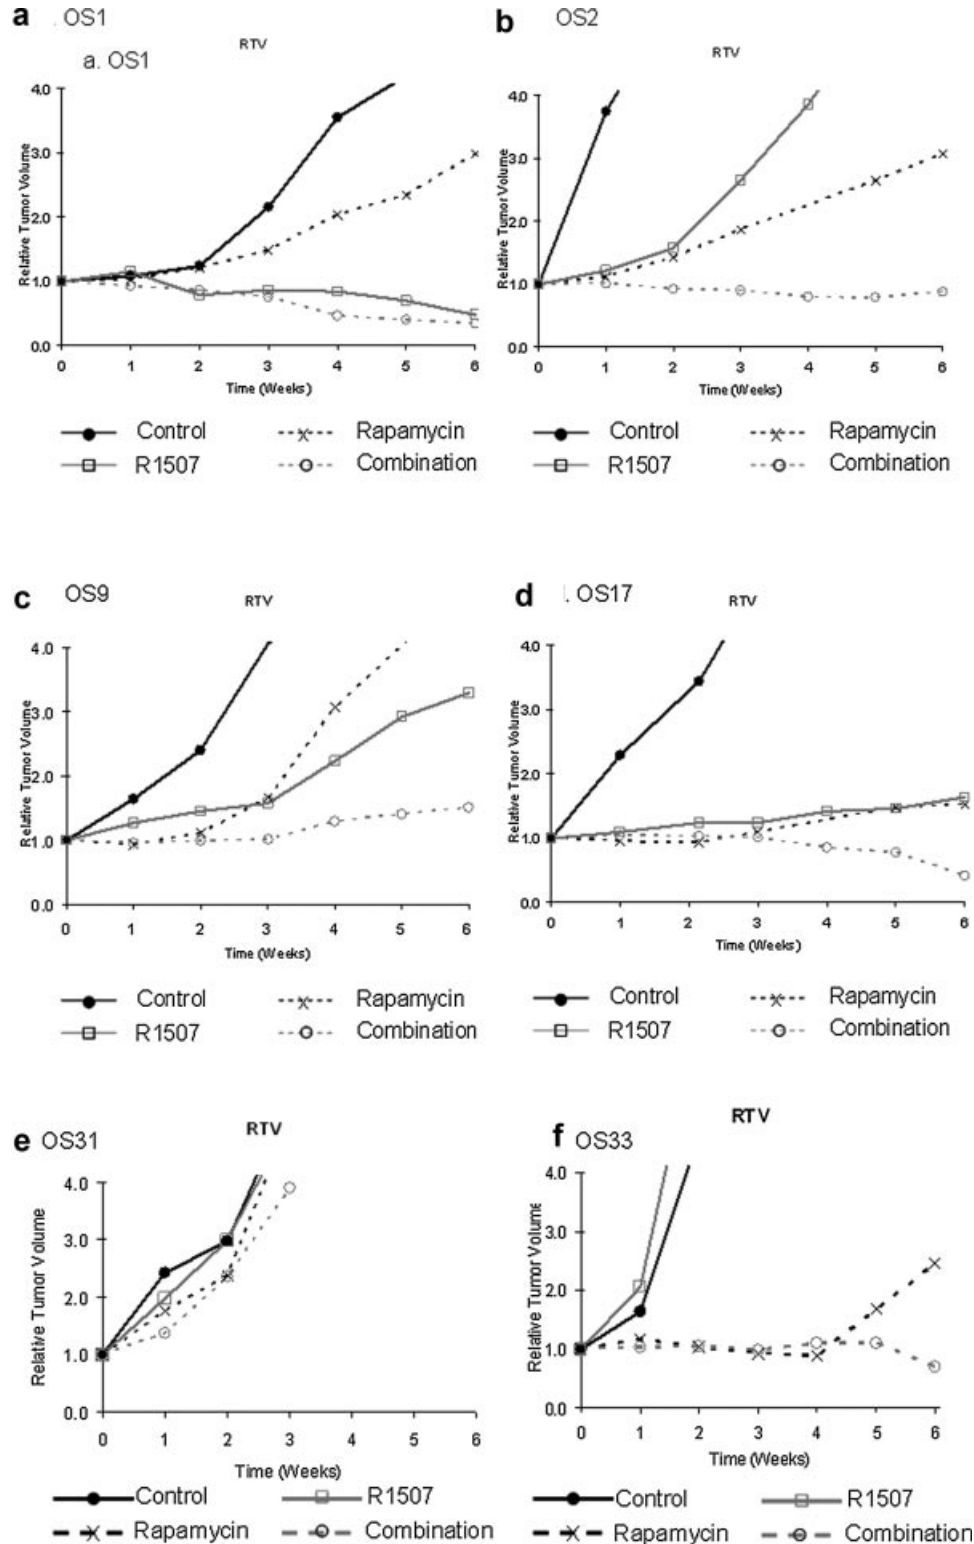 a . OS1
RTV
a. OS1
4.0
3.0
2.0
1.0
0.0
Relative Tumor Volume
0 1 2 3 4 5 6
Time (Weeks)
Control Rapamycin
R1507 Combination
b OS2
RTV
4.0
3.0
2.0
1.0
0.0
Relative Tumor Volume
0 1 2 3 4 5 6
Time (Weeks)
Control Rapamycin
R1507 Combination
c OS9
RTV
4.0
3.0
2.0
1.0
0.0
Relative Tumor Volume
0 1 2 3 4 5 6
Time (Weeks)
Control Rapamycin
R1507 Combination
d . OS17
RTV
4.0
3.0
2.0
1.0
0.0
Relative Tumor Volume
0 1 2 3 4 5 6
Time (Weeks)
Control Rapamycin
R1507 Combination
e OS31
RTV
4.0
3.0
2.0
1.0
0.0
Relative Tumor Volume
0 1 2 3 4 5 6
Time (Weeks)
Control R1507
Rapamycin Combination
f OS33
RTV
4.0
3.0
2.0
1.0
0.0
Relative Tumor Volume
0 1 2 3 4 5 6
Time (Weeks)
Control R1507
Rapamycin Combination